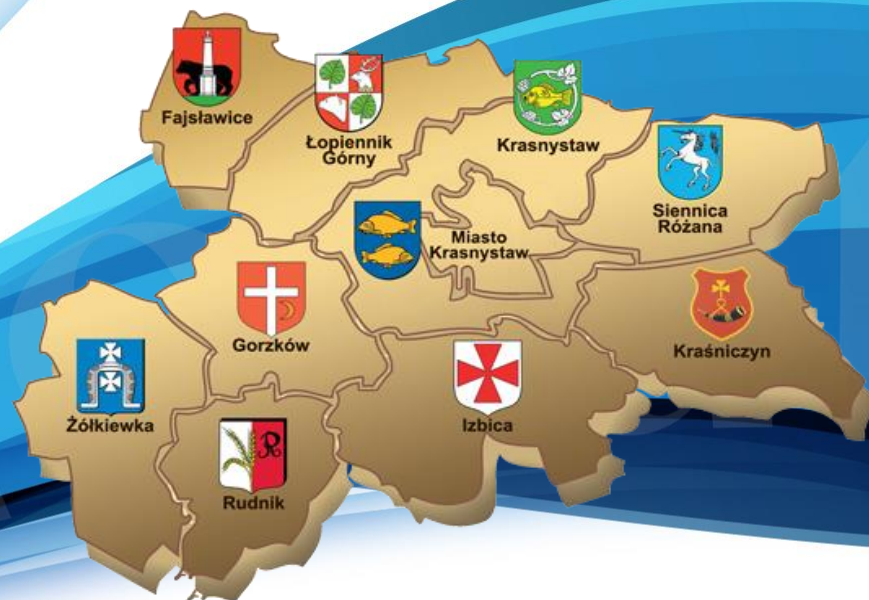 Fajsławice
Łopiennik
Górny
Krasnystaw
Siennica
Różana
Miasto
Krasnystaw
Gorzków
Kraśniczyn
Żółkiewka
Izbica
R
Rudnik